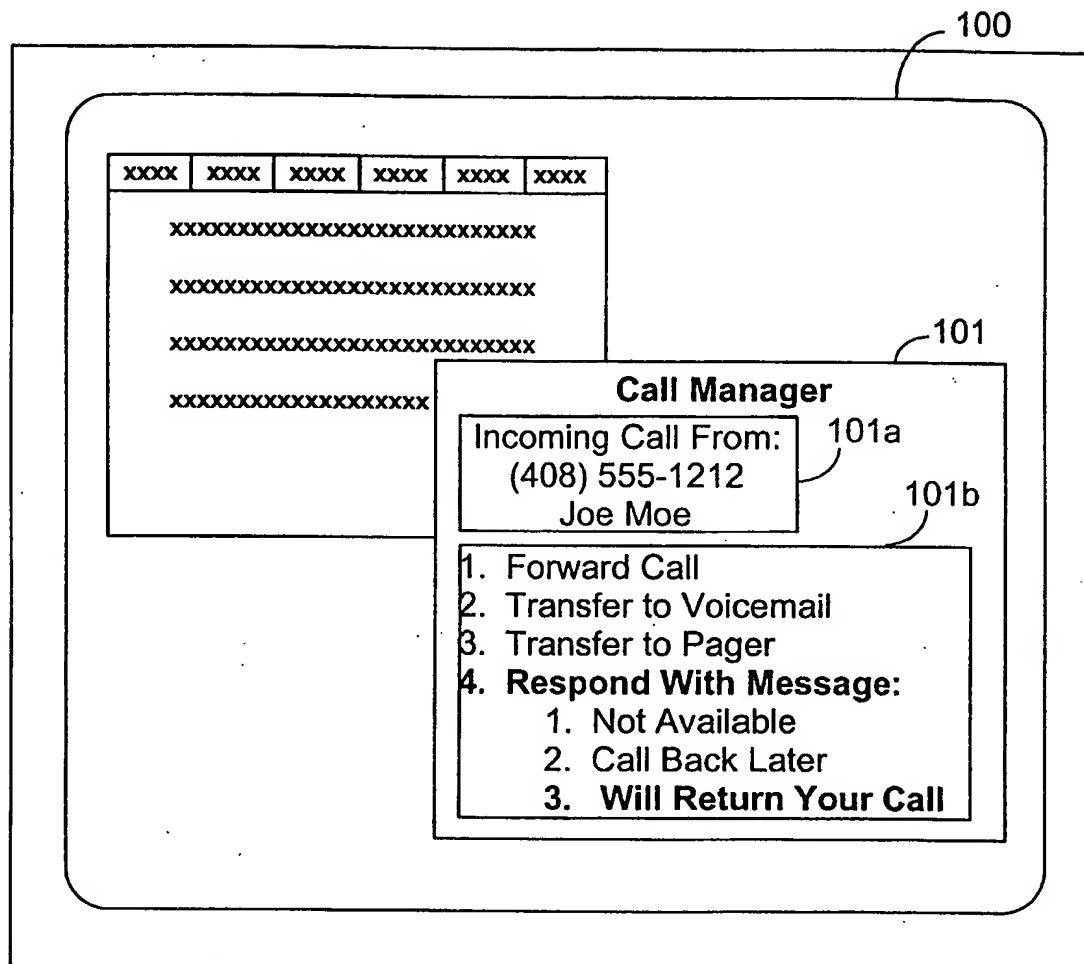 100
xxxx xxxx xxxx xxxx xxxx xxxx
xxxxxxxxxxxxxxxxxxxxxxxxxxx
xxxxxxxxxxxxxxxxxxxxxxxxxxx
xxxxxxxxxxxxxxxxxxxxxxxxxxx
xxxxxxxxxxxxxxxxxxx
101
Call Manager
Incoming Call From:
(408) 555-1212
Joe Moe
101a
101b
1. Forward Call
2. Transfer to Voicemail
3. Transfer to Pager
4. Respond With Message:
1. Not Available
2. Call Back Later
3. Will Return Your Call